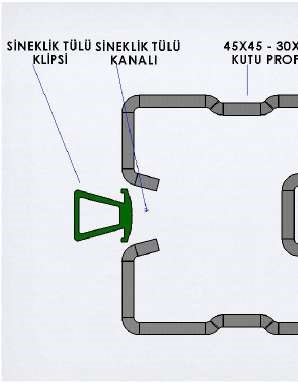 SİNEKLİK TÜLÜ
KLİPSİ
SİNEKLİK TÜLÜ
KANALI
45X45 - 30X
KUTU PROF